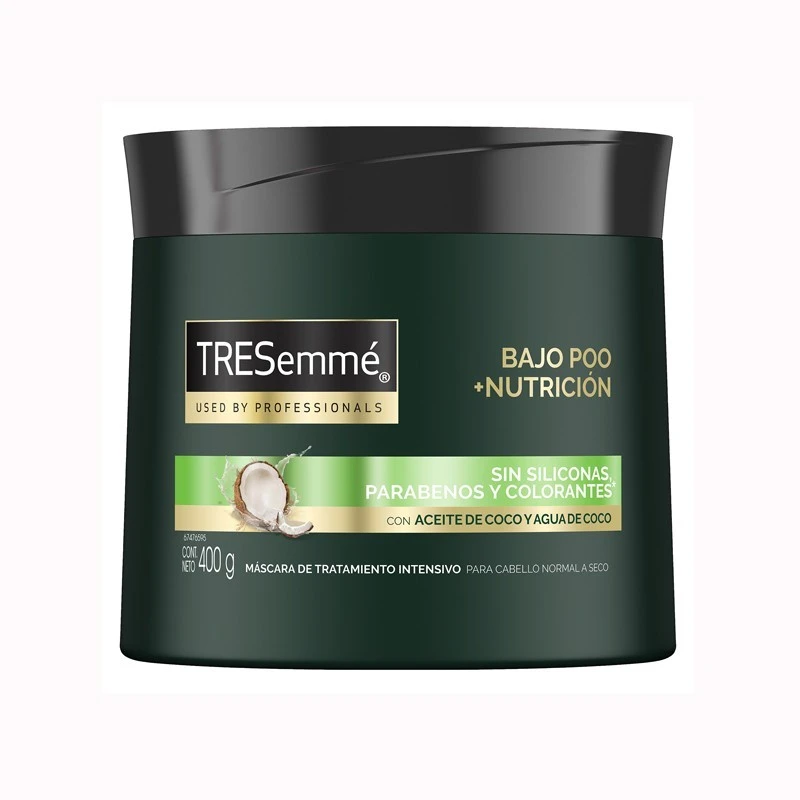 TRESemmé®
USED BY PROFESSIONALS
BAJO POO
+NUTRICIÓN
SIN SILICONAS,
PARABENOS Y COLORANTES*
CON ACEITE DE COCO Y AGUA DE COCO
67476595
CONT.
NETO 400 g
MÁSCARA DE TRATAMIENTO INTENSIVO PARA CABELLO NORMAL A SECO